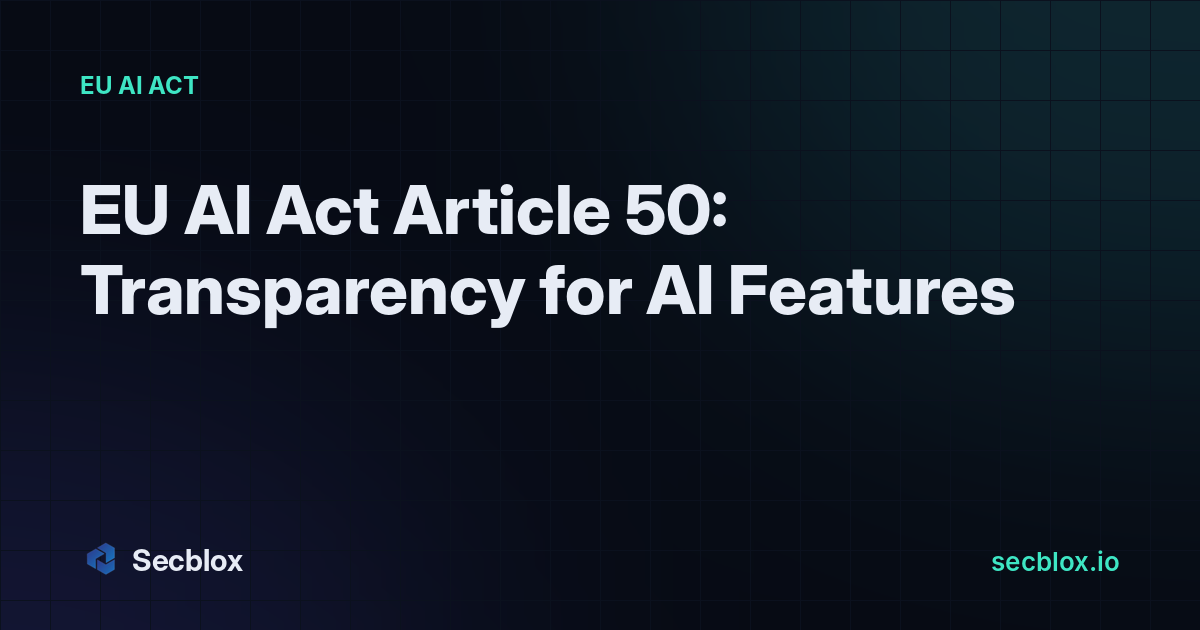 EU AI ACT
EU AI Act Article 50:
Transparency for AI Features
Secblox
secblox.io